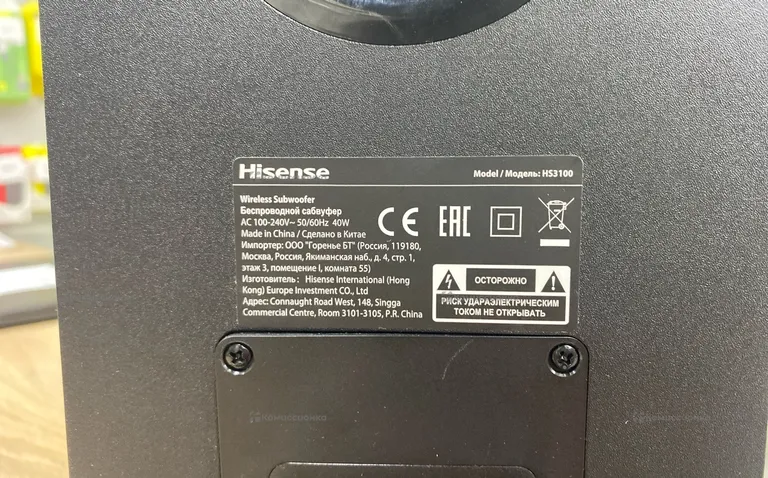 Hisense
Model / Модель: HS3100
Wireless Subwoofer
Беспроводной сабвуфер
AC 100-240V~ 50/60Hz 40W
Made in China / Сделано в Китае
Импортер: ООО "Горенье БТ" (Россия, 119180,
Москва, Россия, Якиманская наб., д. 4, стр. 1,
этаж 3, помещение I, комната 55)
Изготовитель: Hisense International (Hong
Kong) Europe Investment CO., Ltd
Адрес: Connaught Road West, 148, Singga
Commercial Centre, Room 3101-3105, P.R. China
CE
EAC
ОСТОРОЖНО
РИСК УДАРАЭЛЕКТРИЧЕСКИМ
ТОКОМ НЕ ОТКРЫВАТЬ